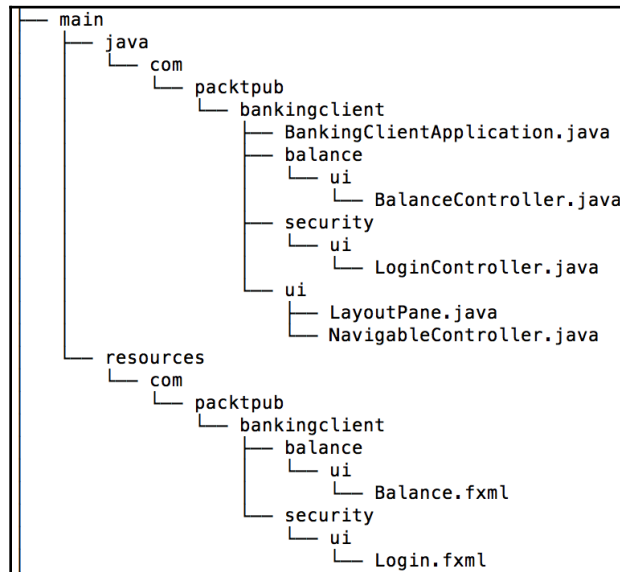 ├── main
│   ├── java
│   │   └── com
│   │       └── packtpub
│   │           └── bankingclient
│   │               ├── BankingClientApplication.java
│   │               ├── balance
│   │               │   └── ui
│   │               │       └── BalanceController.java
│   │               ├── security
│   │               │   └── ui
│   │               │       └── LoginController.java
│   │               └── ui
│   │                   ├── LayoutPane.java
│   │                   └── NavigableController.java
│   └── resources
│       └── com
│           └── packtpub
│               └── bankingclient
│                   ├── balance
│                   │   └── ui
│                   │       └── Balance.fxml
│                   └── security
│                       └── ui
│                           └── Login.fxml